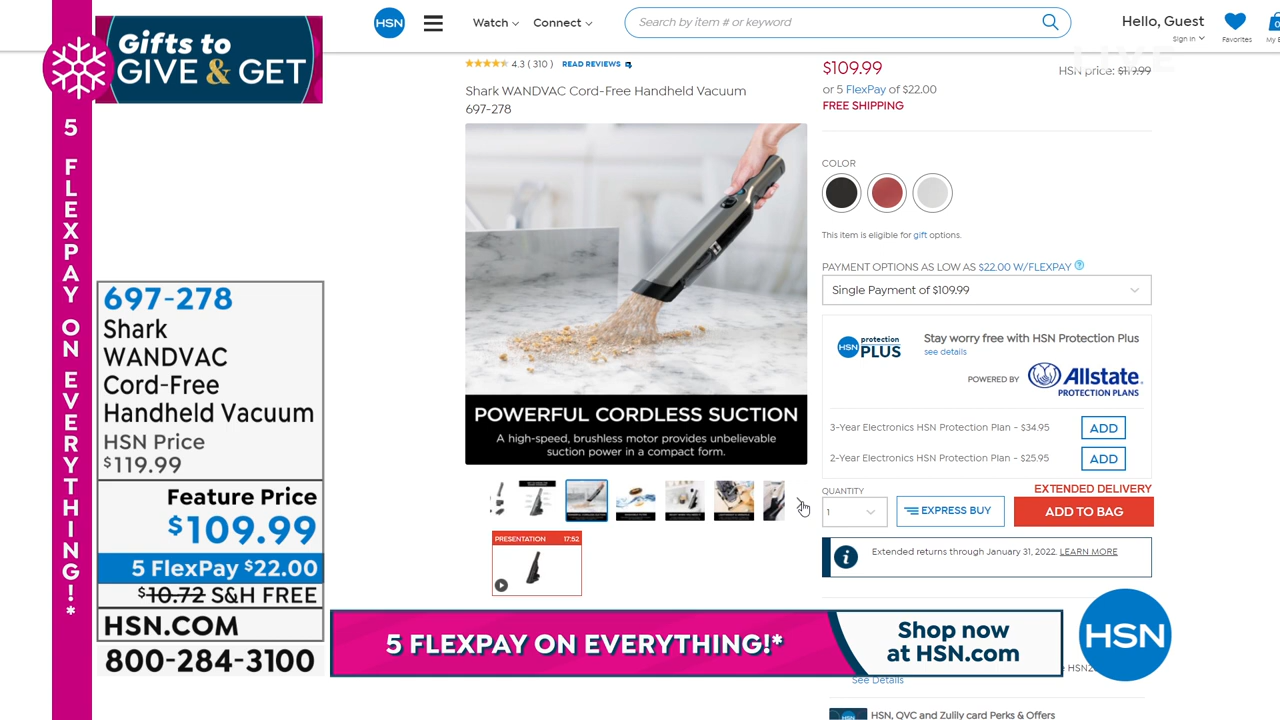 Gifts to
GIVE & GET
5 FLEXPAY ON EVERYTHING!*
697-278
Shark
WANDVAC
Cord-Free
Handheld Vacuum
HSN Price
$119.99
Feature Price
$109.99
5 FlexPay $22.00
$10.72 S&H FREE
HSN.COM
800-284-3100
HSN
Watch
Connect
Search by item # or keyword
Hello, Guest
Sign In
Favorites
0
LIVE
4.3 ( 310 ) READ REVIEWS
Shark WANDVAC Cord-Free Handheld Vacuum
697-278
POWERFUL CORDLESS SUCTION
A high-speed, brushless motor provides unbelievable
suction power in a compact form.
PRESENTATION 17:52
$109.99
HSN price: $119.99
or 5 FlexPay of $22.00
FREE SHIPPING
COLOR
This item is eligible for gift options.
PAYMENT OPTIONS AS LOW AS $22.00 W/FLEXPAY ?
Single Payment of $109.99
HSN protection PLUS
Stay worry free with HSN Protection Plus
see details
POWERED BY Allstate
PROTECTION PLANS
3-Year Electronics HSN Protection Plan - $34.95 ADD
2-Year Electronics HSN Protection Plan - $25.95 ADD
QUANTITY
1
EXPRESS BUY
EXTENDED DELIVERY
ADD TO BAG
Extended returns through January 31, 2022. LEARN MORE
5 FLEXPAY ON EVERYTHING!*
Shop now
at HSN.com
HSN
See Details
HSN, QVC and Zulily card Perks & Offers